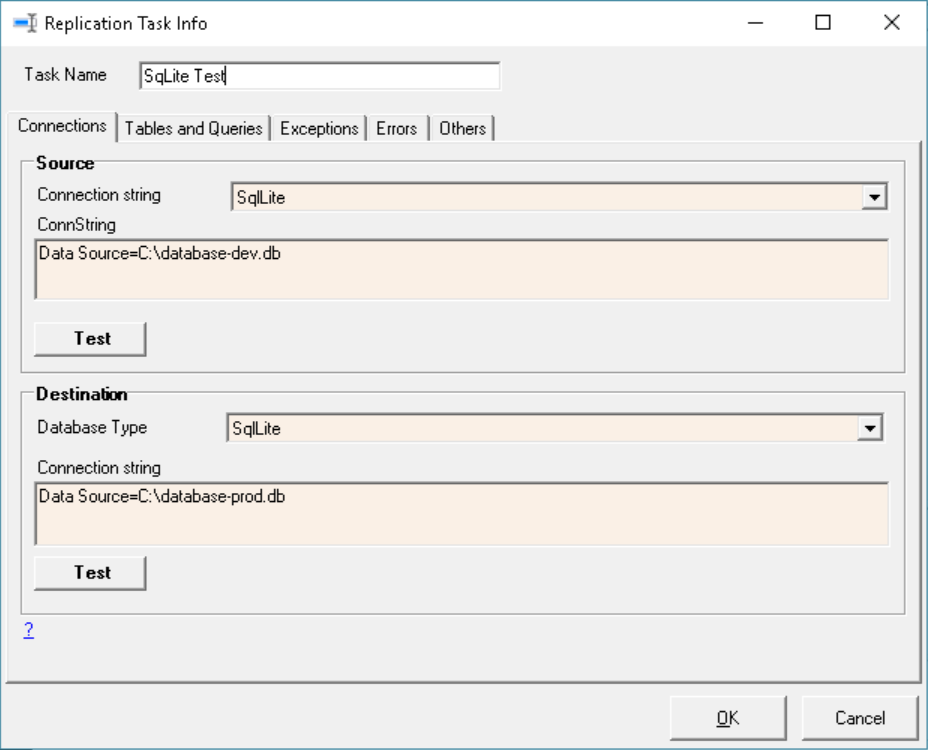 Replication Task Info
Task Name SqLite Test
Connections Tables and Queries Exceptions Errors Others
Source
Connection string SqlLite
ConnString
Data Source=C:\database-dev.db
Test
Destination
Database Type SqlLite
Connection string
Data Source=C:\database-prod.db
Test
?
OK Cancel